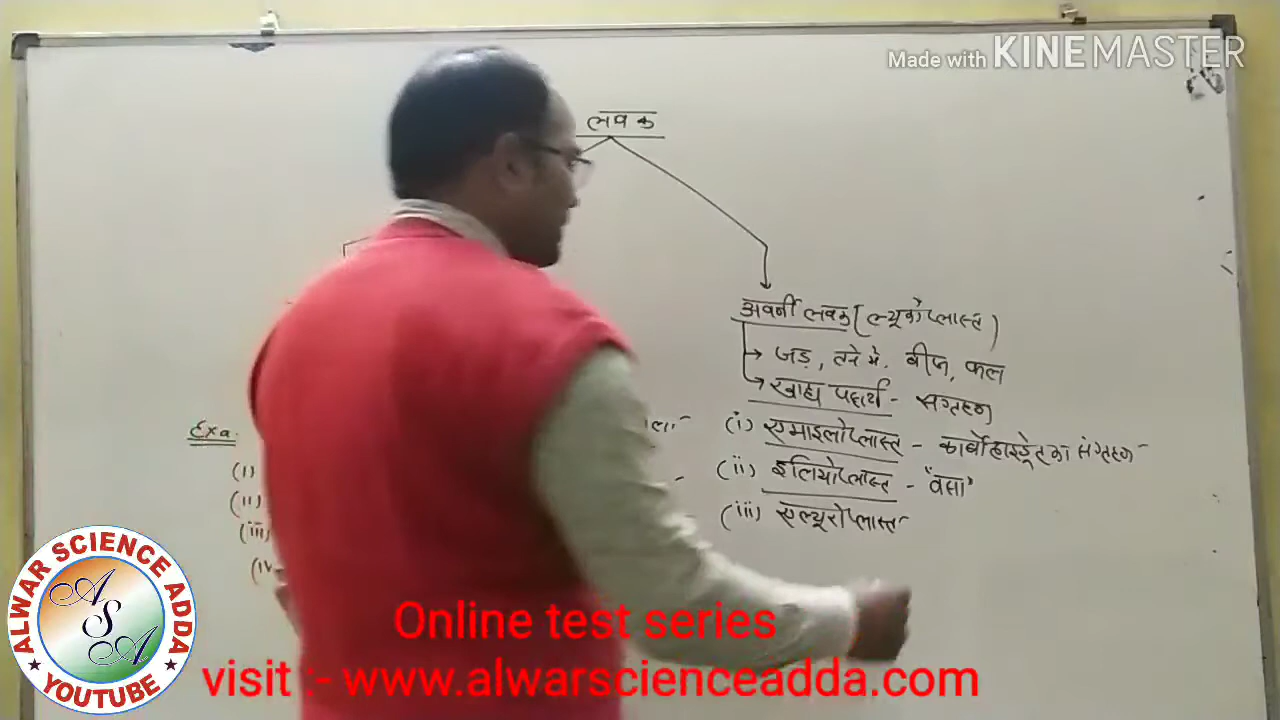 Made with KINEMASTER
लवक
अवर्णी लवक (ल्यूकोप्लास्ट)
→ जड़, तने में, बीज, फल
→ खाद्य पदार्थ - संग्रहण
Exa.
(i) एमाइलोप्लास्ट - कार्बोहाइड्रेट का संग्रहण
(ii) इलियोप्लास्ट - "वसा"
(iii) एल्यूरोप्लास्ट
(i)
(ii)
(iii)
(iv
ALWAR SCIENCE ADDA
ASA
YOUTUBE
Online test series
visit :- www.alwarscienceadda.com